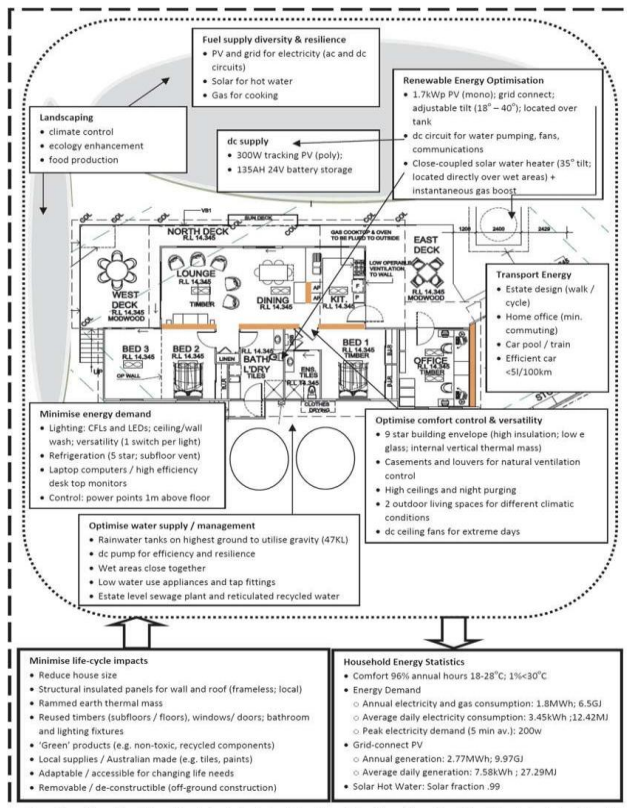 Fuel supply diversity & resilience
• PV and grid for electricity (ac and dc
circuits)
• Solar for hot water
• Gas for cooking
Renewable Energy Optimisation
• 1.7kWp PV (mono); grid connect;
adjustable tilt (18° – 40°); located over
tank
• dc circuit for water pumping, fans,
communications
• Close-coupled solar water heater (35° tilt;
located directly over wet areas) +
instantaneous gas boost
Landscaping
• climate control
• ecology enhancement
• food production
dc supply
• 300W tracking PV (poly);
• 135AH 24V battery storage
COL
COL
COL
VB1
SUN DECK
COL
COL
COL
NORTH DECK
R.L 14.345
GAS COOKTOP & OVEN
TO BE FLUED TO OUTSIDE
EAST
DECK
1200
2400
2420
LOUNGE
R.L 14.345
TIMBER
DINING
KIT.
AP
AP
F
P
LOW OPERABLE
VENTILATION
TO WALL
R.L 14.345
MODWOOD
WEST
DECK
R.L 14.345
MODWOOD
COL
BED 3
R.L 14.345
OP WALL
UP
BED 2
R.L 14.345
LINEN
R.L 14.345
BATH/
L'DRY
TILES
ENS.
TILES
R.L 14.345
BED 1
R.L 14.345
TIMBER
OFFICE
R.L 14.345
TIMBER
CLOTHES
DRYING
Transport Energy
• Estate design (walk /
cycle)
• Home office (min.
commuting)
• Car pool / train
• Efficient car
<5l/100km
Minimise energy demand
• Lighting: CFLs and LEDs; ceiling/wall
wash; versatility (1 switch per light)
• Refrigeration (5 star; subfloor vent)
• Laptop computers / high efficiency
desk top monitors
• Control: power points 1m above floor
Optimise comfort control & versatility
• 9 star building envelope (high insulation; low e
glass; internal vertical thermal mass)
• Casements and louvers for natural ventilation
control
• High ceilings and night purging
• 2 outdoor living spaces for different climatic
conditions
• dc ceiling fans for extreme days
Optimise water supply / management
• Rainwater tanks on highest ground to utilise gravity (47KL)
• dc pump for efficiency and resilience
• Wet areas close together
• Low water use appliances and tap fittings
• Estate level sewage plant and reticulated recycled water
Minimise life-cycle impacts
• Reduce house size
• Structural insulated panels for wall and roof (frameless; local)
• Rammed earth thermal mass
• Reused timbers (subfloors / floors), windows/ doors; bathroom
and lighting fixtures
• 'Green' products (e.g. non-toxic, recycled components)
• Local supplies / Australian made (e.g. tiles, paints)
• Adaptable / accessible for changing life needs
• Removable / de-constructible (off-ground construction)
Household Energy Statistics
• Comfort 96% annual hours 18-28°C; 1%<30°C
• Energy Demand
o Annual electricity and gas consumption: 1.8MWh; 6.5GJ
o Average daily electricity consumption: 3.45kWh ;12.42MJ
o Peak electricity demand (5 min av.): 200w
• Grid-connect PV
o Annual generation: 2.77MWh; 9.97GJ
o Average daily generation: 7.58kWh ; 27.29MJ
• Solar Hot Water: Solar fraction .99